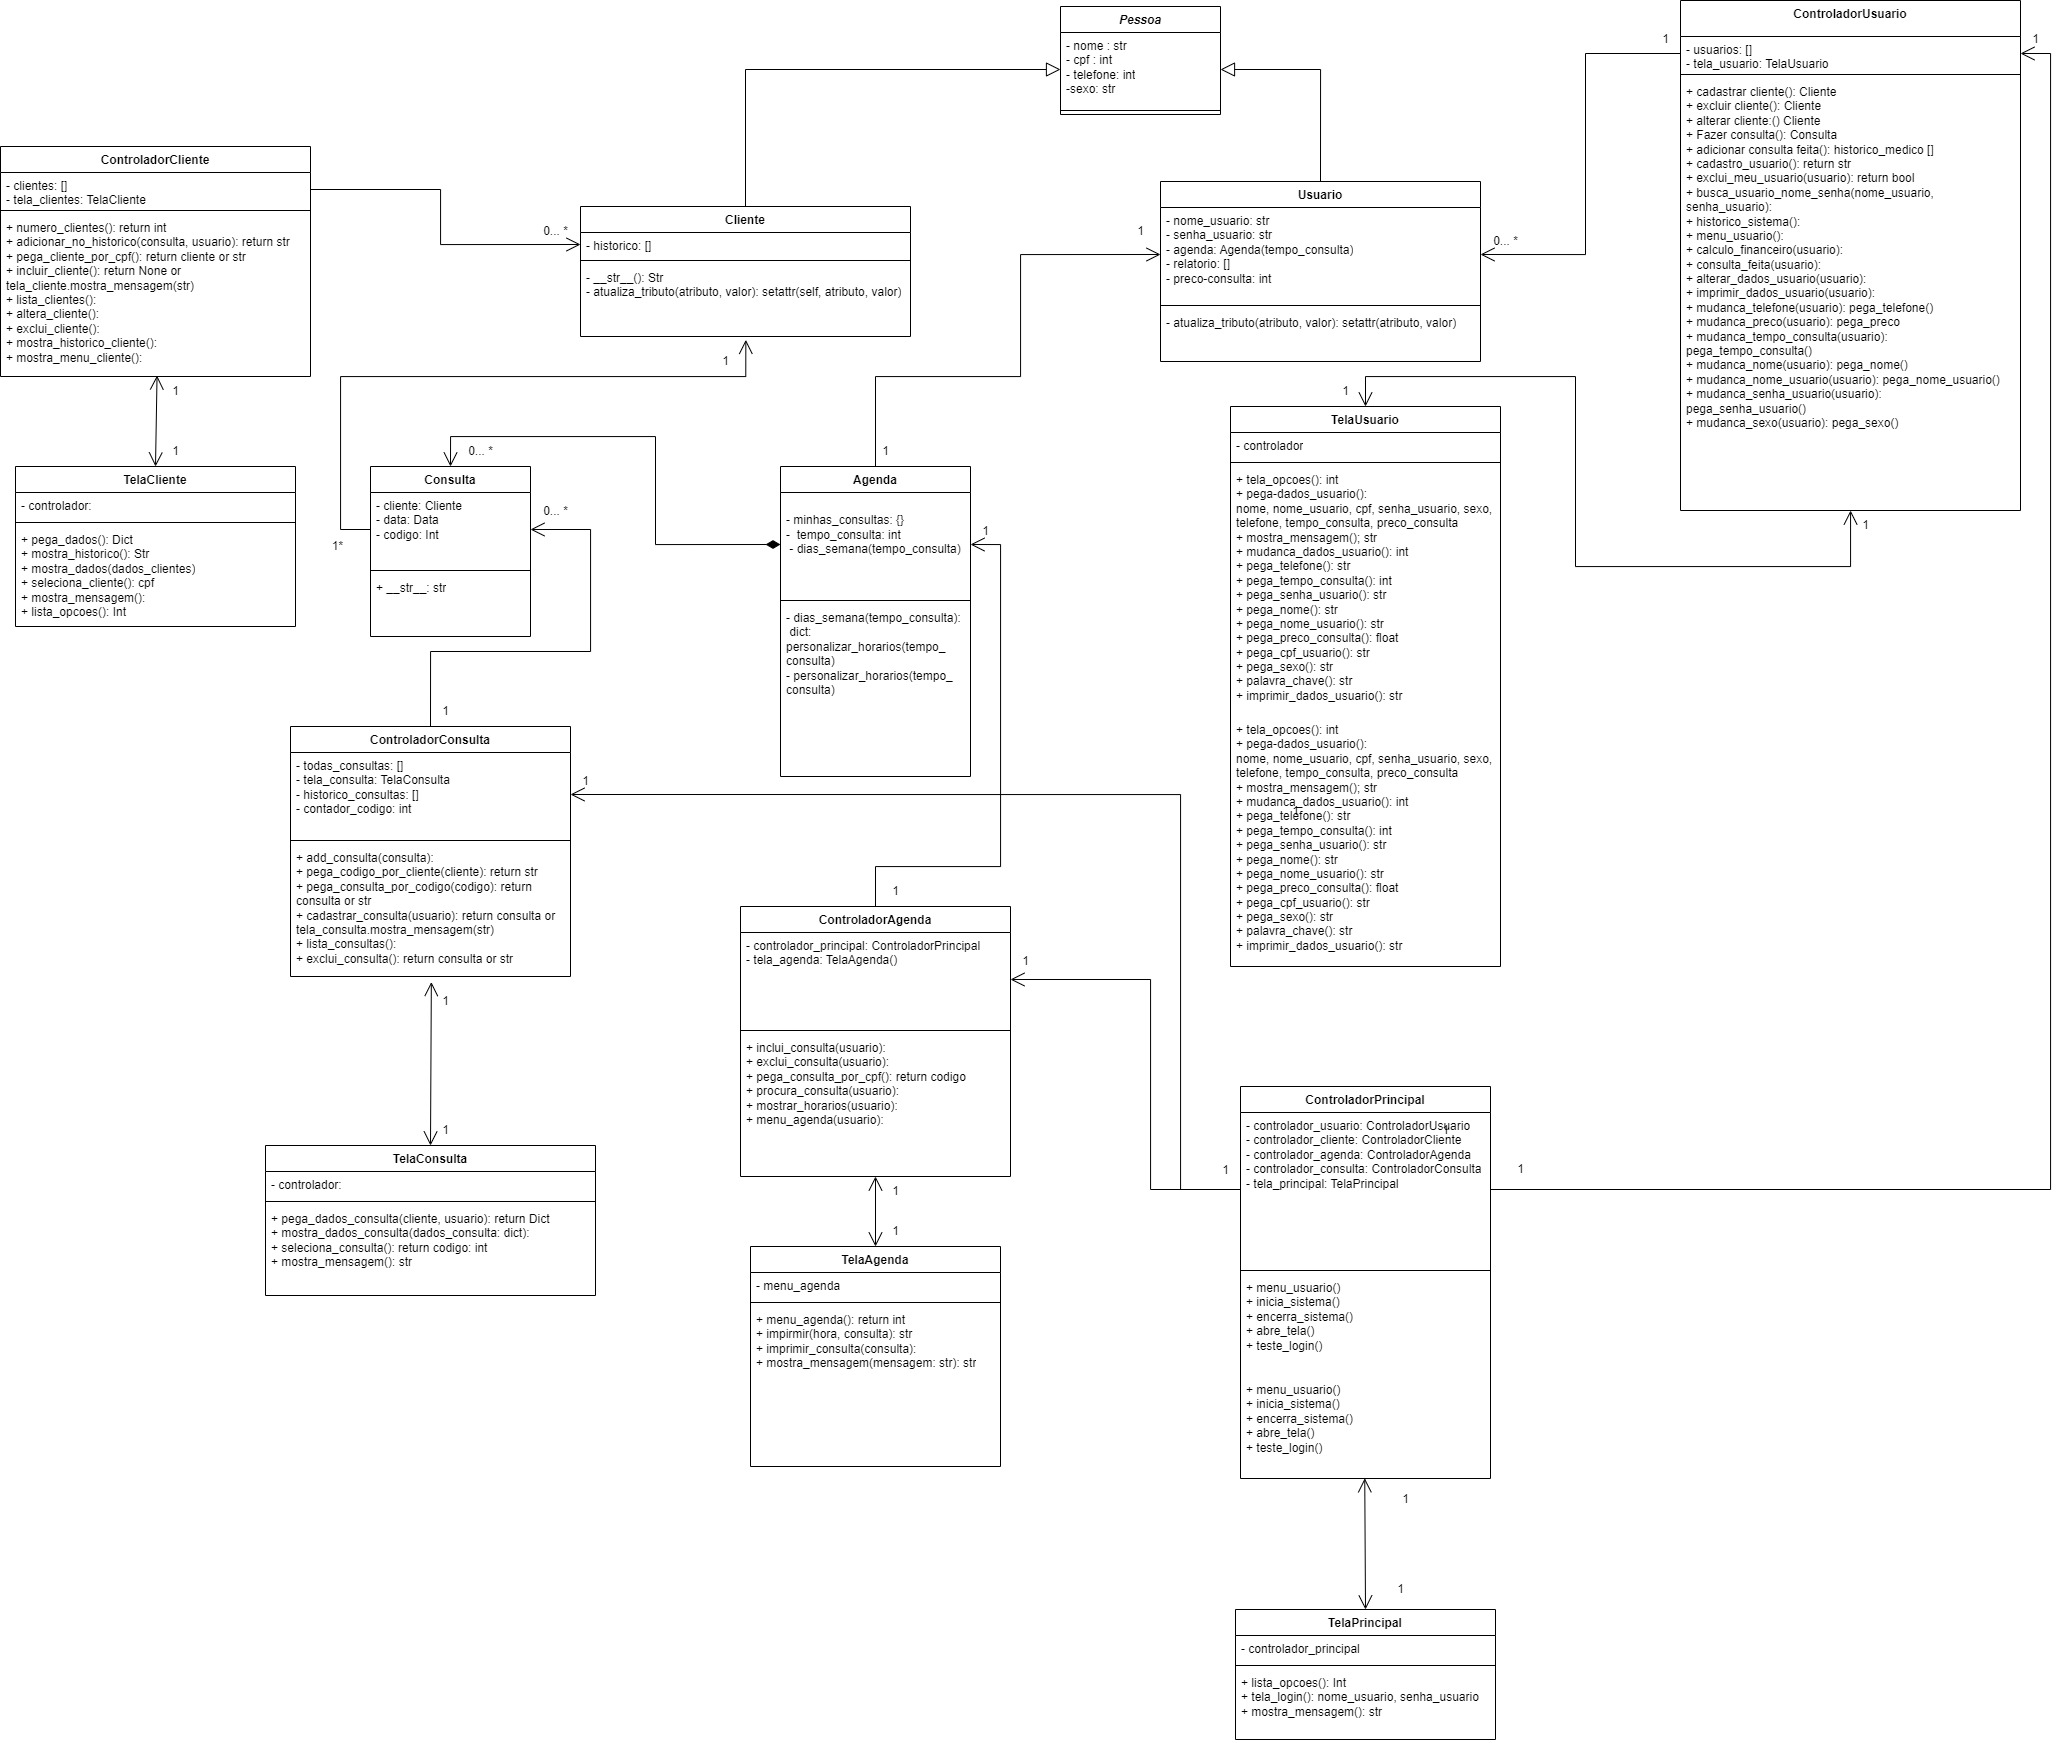 Pessoa
- nome : str
- cpf : int
- telefone: int
-sexo: str
ControladorUsuario
- usuarios: []
- tela_usuario: TelaUsuario
+ cadastrar cliente(): Cliente
+ excluir cliente(): Cliente
+ alterar cliente:() Cliente
+ Fazer consulta(): Consulta
+ adicionar consulta feita(): historico_medico []
+ cadastro_usuario(): return str
+ exclui_meu_usuario(usuario): return bool
+ busca_usuario_nome_senha(nome_usuario,
senha_usuario):
+ historico_sistema():
+ menu_usuario():
+ calculo_financeiro(usuario):
+ consulta_feita(usuario):
+ alterar_dados_usuario(usuario):
+ imprimir_dados_usuario(usuario):
+ mudanca_telefone(usuario): pega_telefone()
+ mudanca_preco(usuario): pega_preco
+ mudanca_tempo_consulta(usuario):
pega_tempo_consulta()
+ mudanca_nome(usuario): pega_nome()
+ mudanca_nome_usuario(usuario): pega_nome_usuario()
+ mudanca_senha_usuario(usuario):
pega_senha_usuario()
+ mudanca_sexo(usuario): pega_sexo()
1
1
1
ControladorCliente
- clientes: []
- tela_clientes: TelaCliente
+ numero_clientes(): return int
+ adicionar_no_historico(consulta, usuario): return str
+ pega_cliente_por_cpf(): return cliente or str
+ incluir_cliente(): return None or
tela_cliente.mostra_mensagem(str)
+ lista_clientes():
+ altera_cliente():
+ exclui_cliente():
+ mostra_historico_cliente():
+ mostra_menu_cliente():
1
1
0... *
Cliente
- historico: []
- __str__(): Str
- atualiza_tributo(atributo, valor): setattr(self, atributo, valor)
1
1
0... *
Usuario
- nome_usuario: str
- senha_usuario: str
- agenda: Agenda(tempo_consulta)
- relatorio: []
- preco-consulta: int
- atualiza_tributo(atributo, valor): setattr(atributo, valor)
TelaCliente
- controlador:
+ pega_dados(): Dict
+ mostra_historico(): Str
+ mostra_dados(dados_clientes)
+ seleciona_cliente(): cpf
+ mostra_mensagem():
+ lista_opcoes(): Int
0... *
0... *
1*
Consulta
- cliente: Cliente
- data: Data
- codigo: Int
+ __str__: str
1
1
Agenda
- minhas_consultas: {}
- tempo_consulta: int
- dias_semana(tempo_consulta)
- dias_semana(tempo_consulta):
dict:
personalizar_horarios(tempo_
consulta)
- personalizar_horarios(tempo_
consulta)
1
TelaUsuario
- controlador
+ tela_opcoes(): int
+ pega-dados_usuario():
nome, nome_usuario, cpf, senha_usuario, sexo,
telefone, tempo_consulta, preco_consulta
+ mostra_mensagem(); str
+ mudanca_dados_usuario(): int
+ pega_telefone(): str
+ pega_tempo_consulta(): int
+ pega_senha_usuario(): str
+ pega_nome(): str
+ pega_nome_usuario(): str
+ pega_preco_consulta(): float
+ pega_cpf_usuario(): str
+ pega_sexo(): str
+ palavra_chave(): str
+ imprimir_dados_usuario(): str
+ tela_opcoes(): int
+ pega-dados_usuario():
nome, nome_usuario, cpf, senha_usuario, sexo,
telefone, tempo_consulta, preco_consulta
+ mostra_mensagem(); str
+ mudanca_dados_usuario(): int
1
+ pega_telefone(): str
+ pega_tempo_consulta(): int
+ pega_senha_usuario(): str
+ pega_nome(): str
+ pega_nome_usuario(): str
+ pega_preco_consulta(): float
+ pega_cpf_usuario(): str
+ pega_sexo(): str
+ palavra_chave(): str
+ imprimir_dados_usuario(): str
1
1
ControladorConsulta
- todas_consultas: []
- tela_consulta: TelaConsulta
- historico_consultas: []
- contador_codigo: int
+ add_consulta(consulta):
+ pega_codigo_por_cliente(cliente): return str
+ pega_consulta_por_codigo(codigo): return
consulta or str
+ cadastrar_consulta(usuario): return consulta or
tela_consulta.mostra_mensagem(str)
+ lista_consultas():
+ exclui_consulta(): return consulta or str
1
1
TelaConsulta
- controlador:
+ pega_dados_consulta(cliente, usuario): return Dict
+ mostra_dados_consulta(dados_consulta: dict):
+ seleciona_consulta(): return codigo: int
+ mostra_mensagem(): str
1
1
ControladorAgenda
- controlador_principal: ControladorPrincipal
- tela_agenda: TelaAgenda()
+ inclui_consulta(usuario):
+ exclui_consulta(usuario):
+ pega_consulta_por_cpf(): return codigo
+ procura_consulta(usuario):
+ mostrar_horarios(usuario):
+ menu_agenda(usuario):
1
1
TelaAgenda
- menu_agenda
+ menu_agenda(): return int
+ impirmir(hora, consulta): str
+ imprimir_consulta(consulta):
+ mostra_mensagem(mensagem: str): str
1
1
ControladorPrincipal
- controlador_usuario: ControladorUsuario
1
- controlador_cliente: ControladorCliente
- controlador_agenda: ControladorAgenda
- controlador_consulta: ControladorConsulta
- tela_principal: TelaPrincipal
+ menu_usuario()
+ inicia_sistema()
+ encerra_sistema()
+ abre_tela()
+ teste_login()
+ menu_usuario()
+ inicia_sistema()
+ encerra_sistema()
+ abre_tela()
+ teste_login()
1
1
TelaPrincipal
- controlador_principal
+ lista_opcoes(): Int
+ tela_login(): nome_usuario, senha_usuario
+ mostra_mensagem(): str